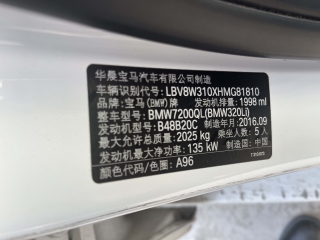 华晨宝马汽车有限公司制造
车辆识别代号:LBV8W310XHMG81810
品牌:宝马(BMW)牌 发动机排量:1998 ml
整车型号:BMW7200QL(BMW320Li)
发动机型号:B48B20C 制造年月:2016.09
最大允许总质量:2025 kg 乘坐人数:5 人
发动机最大净功率:135 kW 制造国:中国
颜色代码/色圈:A96